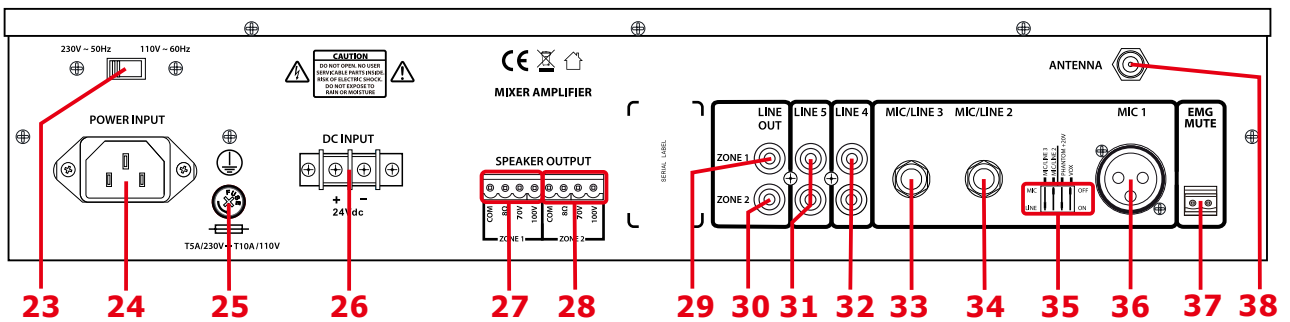 230V ~ 50Hz
110V ~ 60Hz
POWER INPUT
FUSE
T5A/230V
T10A/110V
CAUTION
DO NOT OPEN. NO USER
SERVICABLE PARTS INSIDE.
RISK OF ELECTRIC SHOCK.
DO NOT EXPOSE TO
RAIN OR MOISTURE
DC INPUT
+ −
24Vdc
CE
MIXER AMPLIFIER
SPEAKER OUTPUT
COM 8Ω 70V 100V COM 8Ω 70V 100V
ZONE 1 ZONE 2
SERIAL LABEL
LINE
OUT
LINE 5
LINE 4
ZONE 1
ZONE 2
MIC/LINE 3
MIC/LINE 2
MIC/LINE 3
MIC/LINE 2
PHANTOM +20V
VOX
MIC OFF
LINE ON
MIC 1
ANTENNA
EMG
MUTE
23 24 25 26 27 28 29 30 31 32 33 34 35 36 37 38